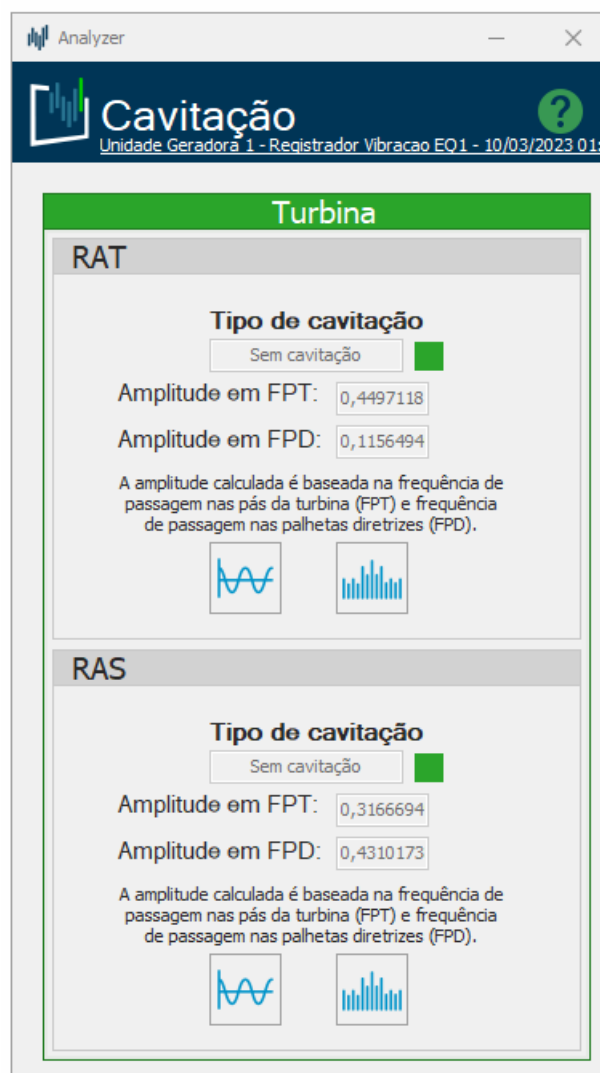 Analyzer
Cavitação
Unidade Geradora 1 - Registrador Vibracao EQ1 - 10/03/2023 01:
Turbina
RAT
Tipo de cavitação
Sem cavitação
Amplitude em FPT: 0,4497118
Amplitude em FPD: 0,1156494
A amplitude calculada é baseada na frequência de
passagem nas pás da turbina (FPT) e frequência
de passagem nas palhetas diretrizes (FPD).
RAS
Tipo de cavitação
Sem cavitação
Amplitude em FPT: 0,3166694
Amplitude em FPD: 0,4310173
A amplitude calculada é baseada na frequência de
passagem nas pás da turbina (FPT) e frequência
de passagem nas palhetas diretrizes (FPD).